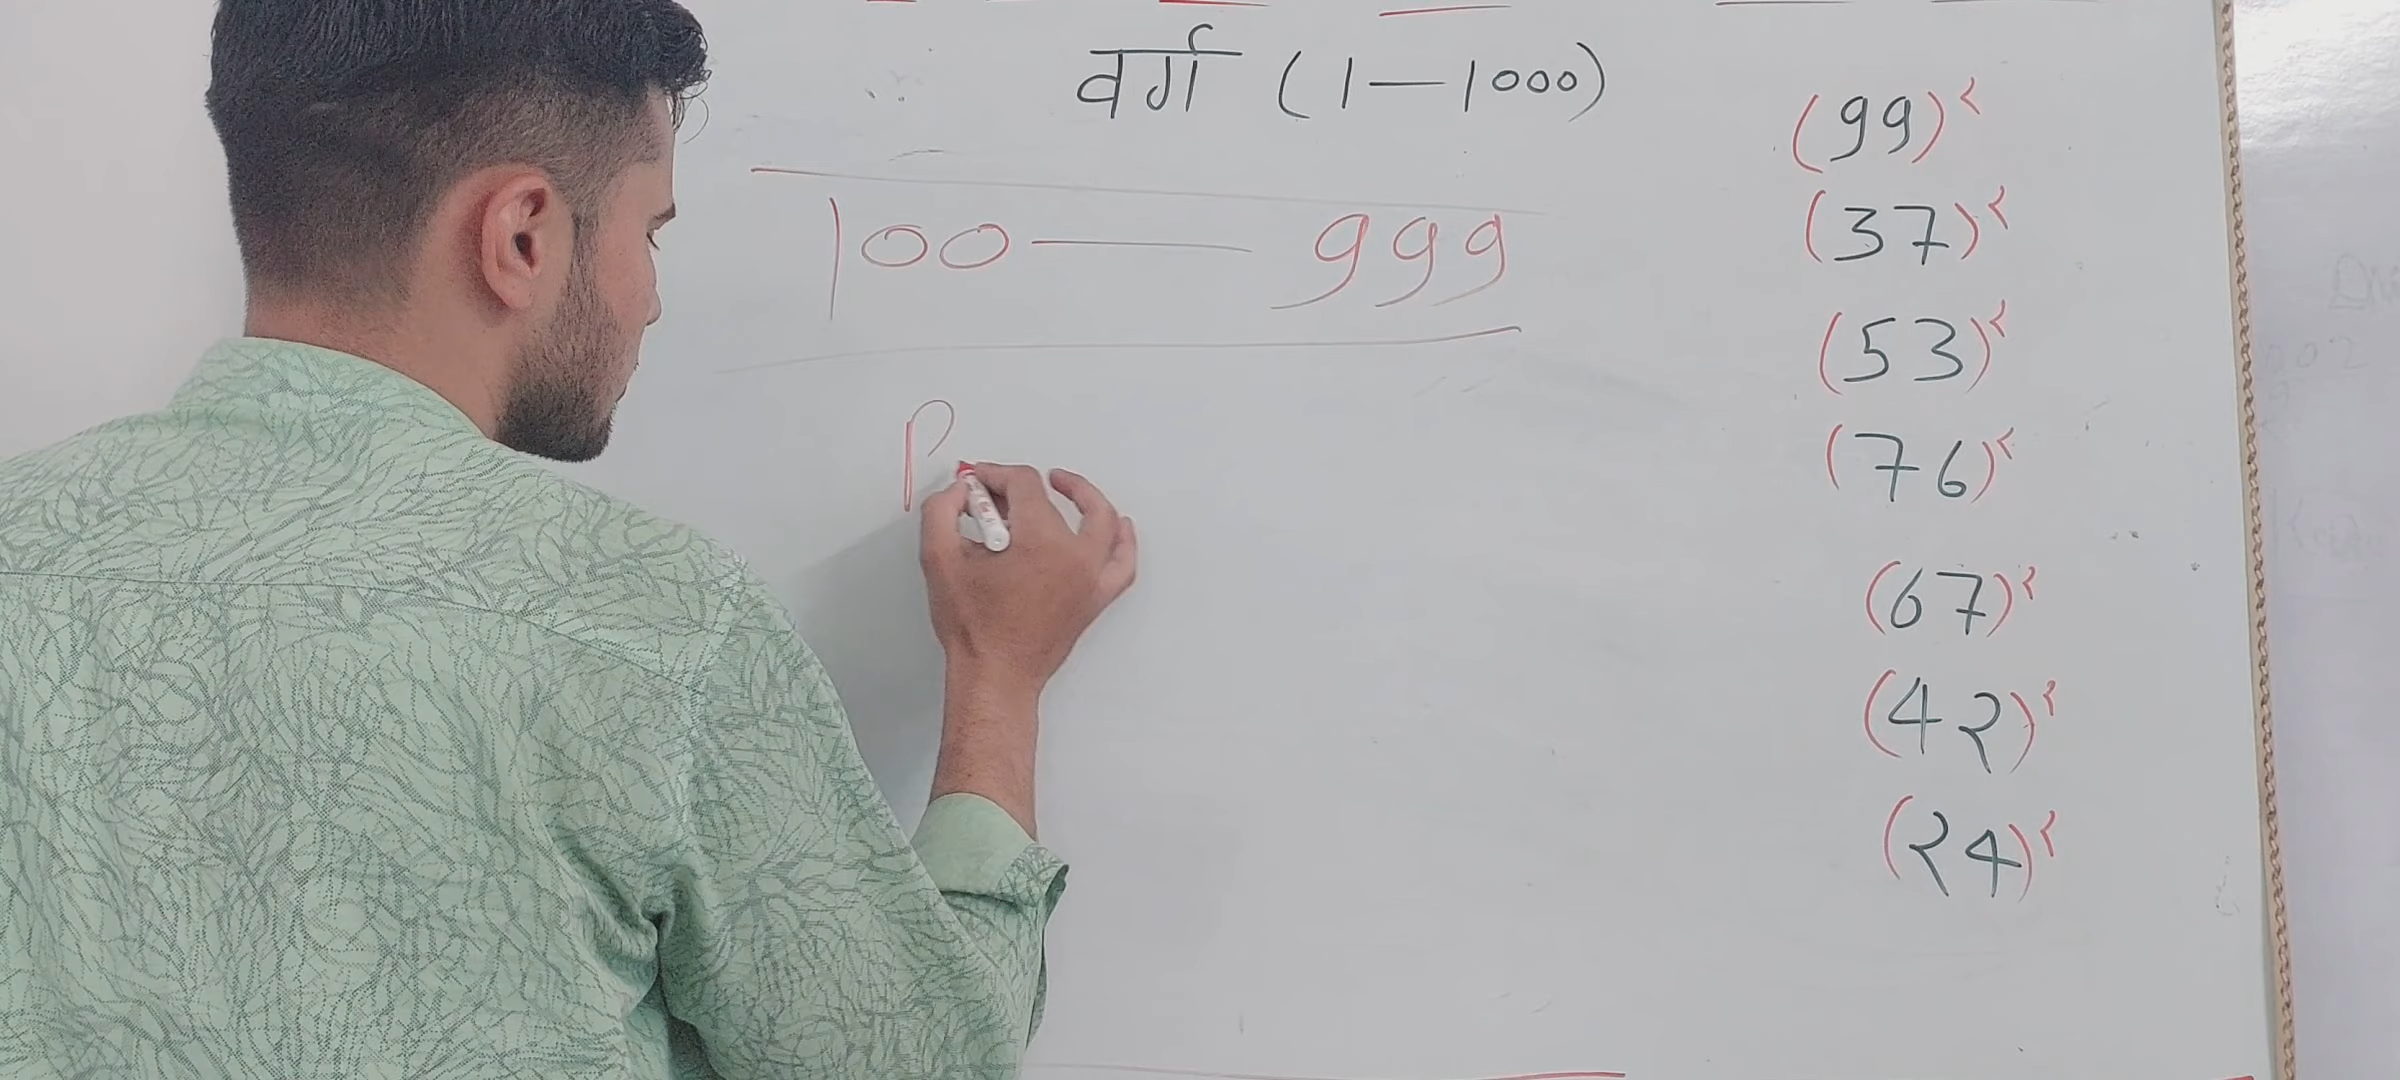 वर्ग (1—1000)
100 — 999
P
(99)²
(37)²
(53)²
(76)²
(67)²
(42)²
(24)²